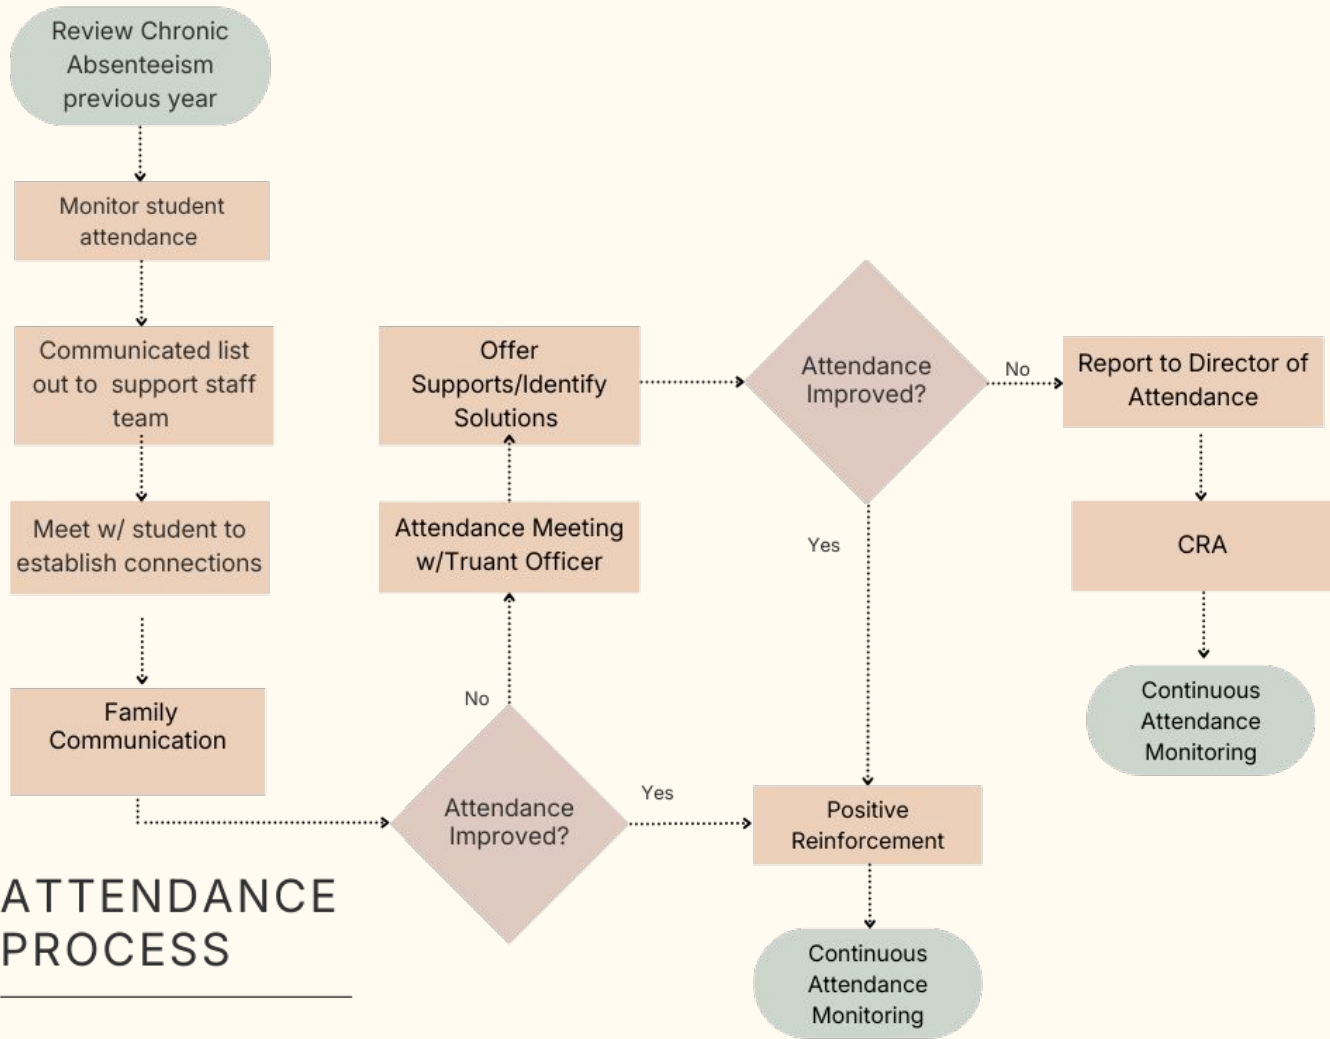 Review Chronic
Absenteeism
previous year
Monitor student
attendance
Communicated list
out to support staff
team
Meet w/ student to
establish connections
Family
Communication
Attendance
Improved?
No
Yes
Attendance Meeting
w/Truant Officer
Offer
Supports/Identify
Solutions
Attendance
Improved?
No
Yes
Report to Director of
Attendance
CRA
Continuous
Attendance
Monitoring
Positive
Reinforcement
Continuous
Attendance
Monitoring
ATTENDANCE
PROCESS